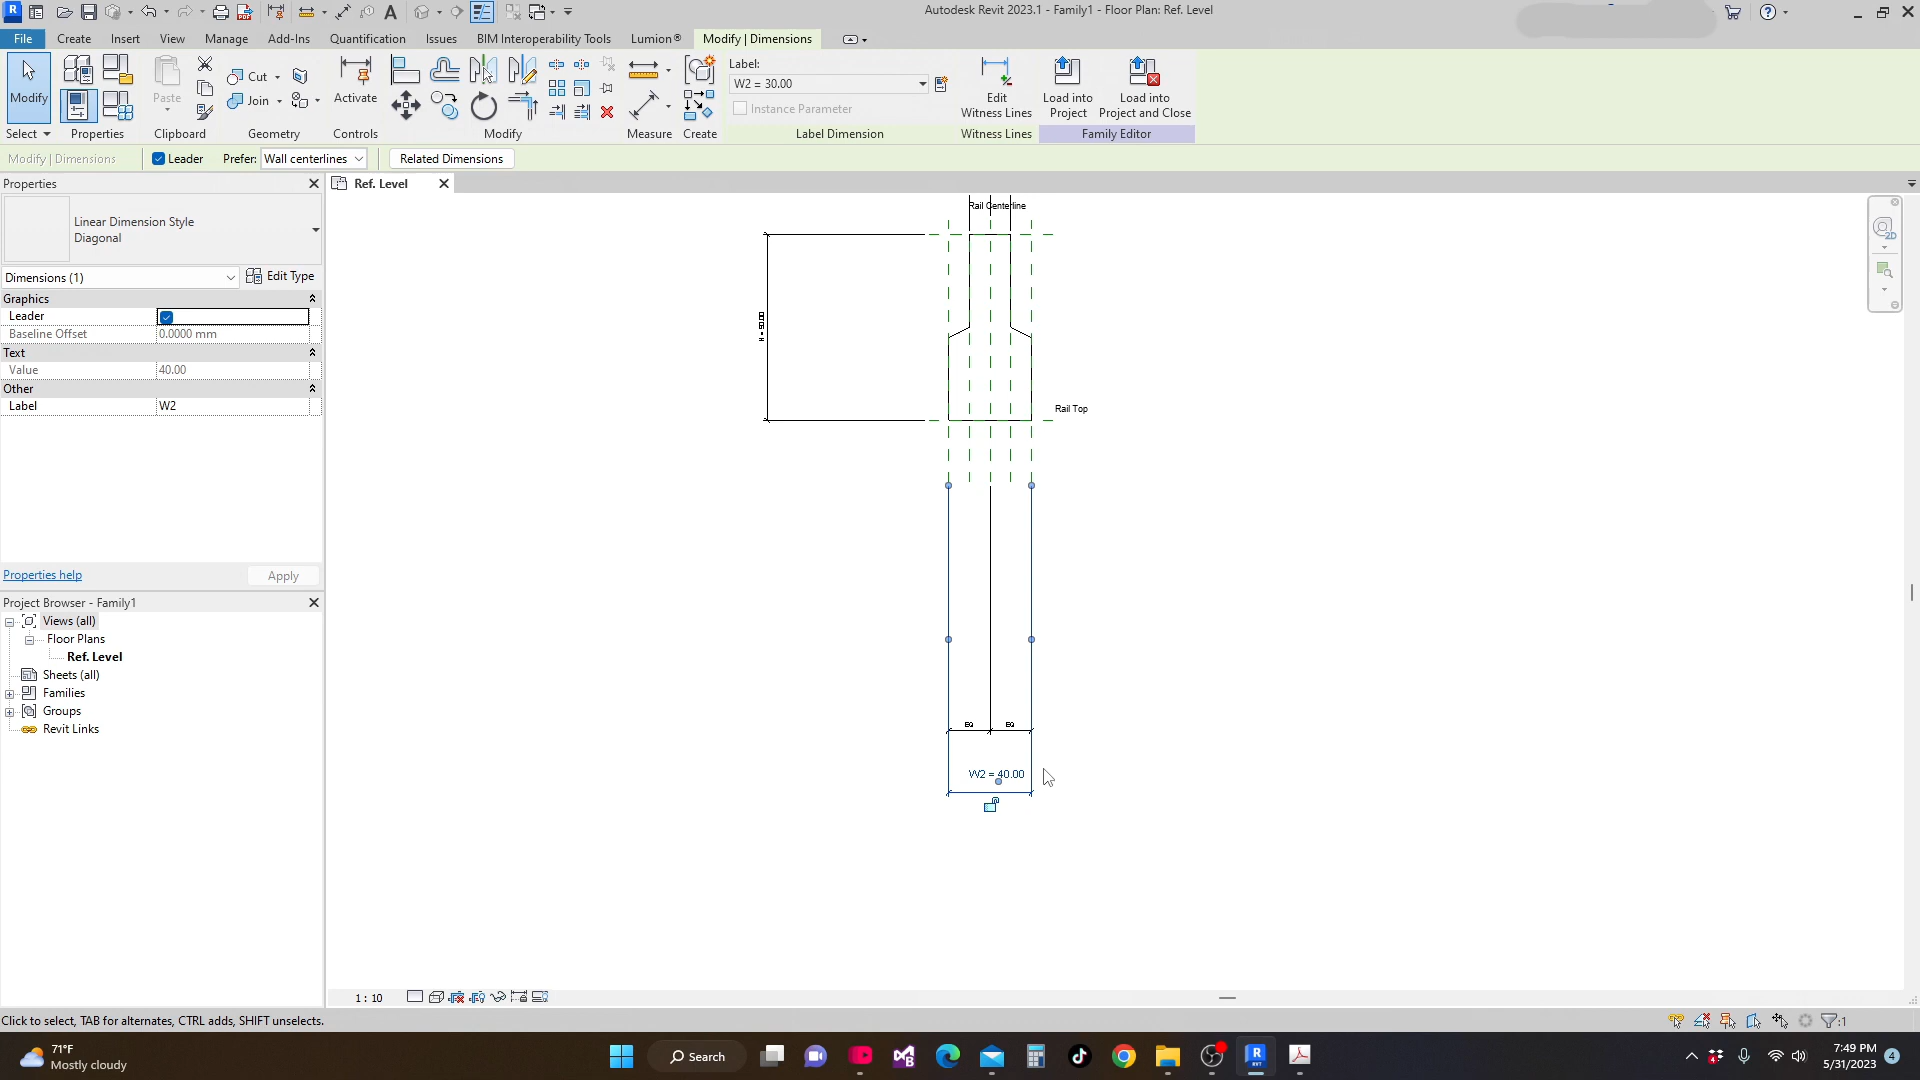 Autodesk Revit 2023.1 - Family1 - Floor Plan: Ref. Level
File Create Insert View Manage Add-Ins Quantification Issues BIM Interoperability Tools Lumion® Modify | Dimensions
Modify
Select
Properties
Paste
Clipboard
Cut
Join
Geometry
Activate
Controls
Modify
Measure
Create
Label:
W2 = 30.00
Instance Parameter
Label Dimension
Edit
Witness Lines
Witness Lines
Load into
Project
Load into
Project and Close
Family Editor
Modify | Dimensions Leader Prefer: Wall centerlines Related Dimensions
Properties
Ref. Level
Linear Dimension Style
Diagonal
Dimensions (1) Edit Type
Graphics
Leader
Baseline Offset 0.0000 mm
Text
Value 40.00
Other
Label W2
Properties help Apply
Project Browser - Family1
Views (all)
Floor Plans
Ref. Level
Sheets (all)
Families
Groups
Revit Links
2D
Rail Centerline
Rail Top
EQ EQ
W2 = 40.00
1 : 10
Click to select, TAB for alternates, CTRL adds, SHIFT unselects.
:1
71°F
Mostly cloudy
Search
7:49 PM
5/31/2023
4